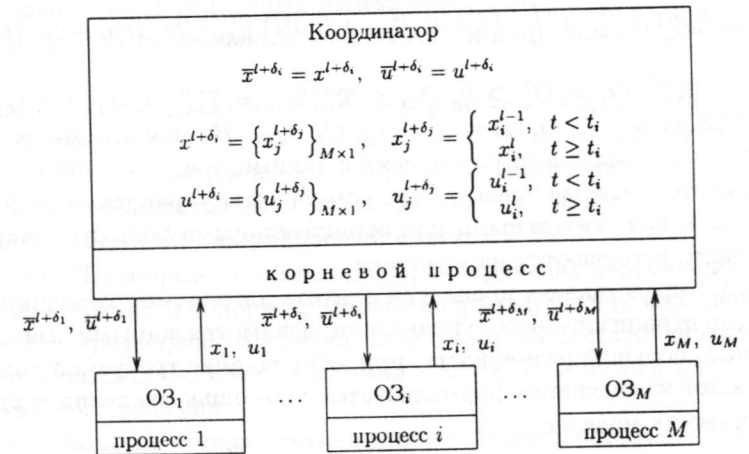 Координатор
x̅^{l+δ_i} = x^{l+δ_i}, u̅^{l+δ_i} = u^{l+δ_i}
x^{l+δ_i} = {x_j^{l+δ_j}}_{M×1}, x_j^{l+δ_j} = { x_i^{l-1}, t < t_i
x_i^l, t ≥ t_i
u^{l+δ_i} = {u_j^{l+δ_j}}_{M×1}, u_j^{l+δ_j} = { u_i^{l-1}, t < t_i
u_i^l, t ≥ t_i
корневой процесс
x̅^{l+δ_1}, u̅^{l+δ_1} x̅^{l+δ_i}, u̅^{l+δ_i} x̅^{l+δ_M}, u̅^{l+δ_M}
x_1, u_1 x_i, u_i x_M, u_M
ОЗ_1 ... ОЗ_i ... ОЗ_M
процесс 1 процесс i процесс M